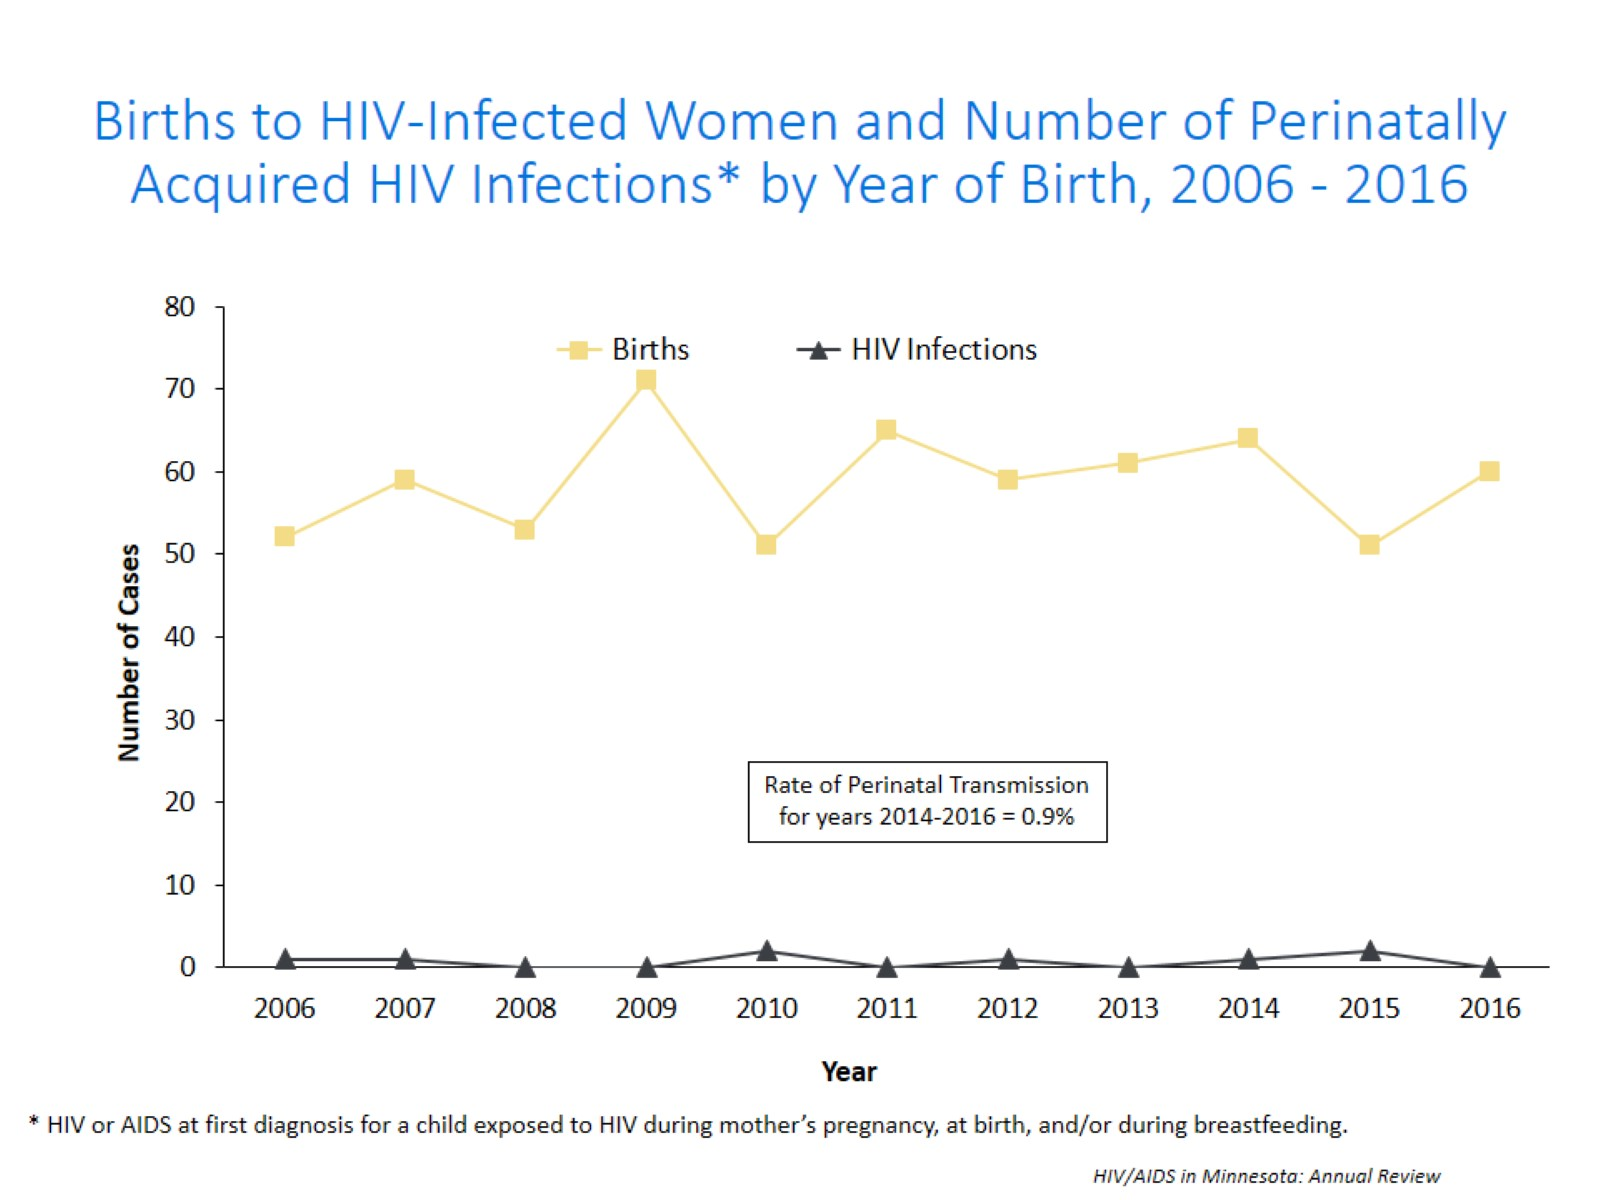 Births to HIV-Infected Women and Number of Perinatally
Acquired HIV Infections* by Year of Birth, 2006 - 2016
80
70
60
50
40
30
20
10
0
Number of Cases
Births
HIV Infections
Rate of Perinatal Transmission
for years 2014-2016 = 0.9%
2006 2007 2008 2009 2010 2011 2012 2013 2014 2015 2016
Year
* HIV or AIDS at first diagnosis for a child exposed to HIV during mother’s pregnancy, at birth, and/or during breastfeeding.
HIV/AIDS in Minnesota: Annual Review